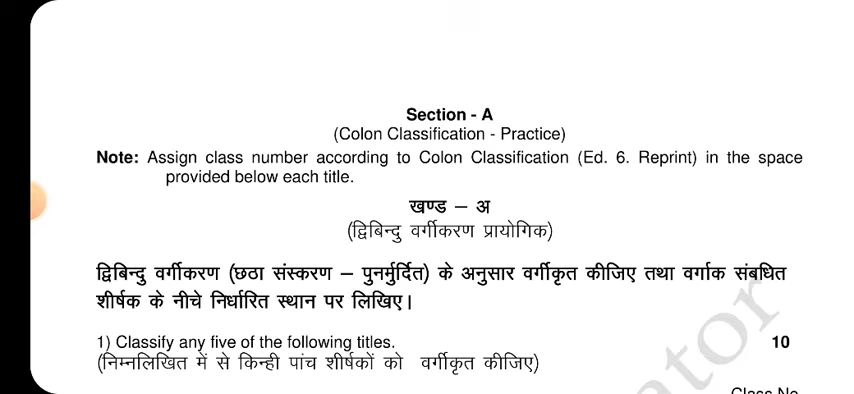 Section - A
(Colon Classification - Practice)
Note: Assign class number according to Colon Classification (Ed. 6. Reprint) in the space
provided below each title.
खण्ड – अ
(द्विबिन्दु वर्गीकरण प्रायोगिक)
द्विबिन्दु वर्गीकरण (छठा संस्करण – पुनर्मुर्दित) के अनुसार वर्गीकृत कीजिए तथा वर्गाक संबधित
शीर्षक के नीचे निर्धारित स्थान पर लिखिए।
1) Classify any five of the following titles. 10
(निम्नलिखित में से किन्ही पांच शीर्षकों को वर्गीकृत कीजिए)
Class No